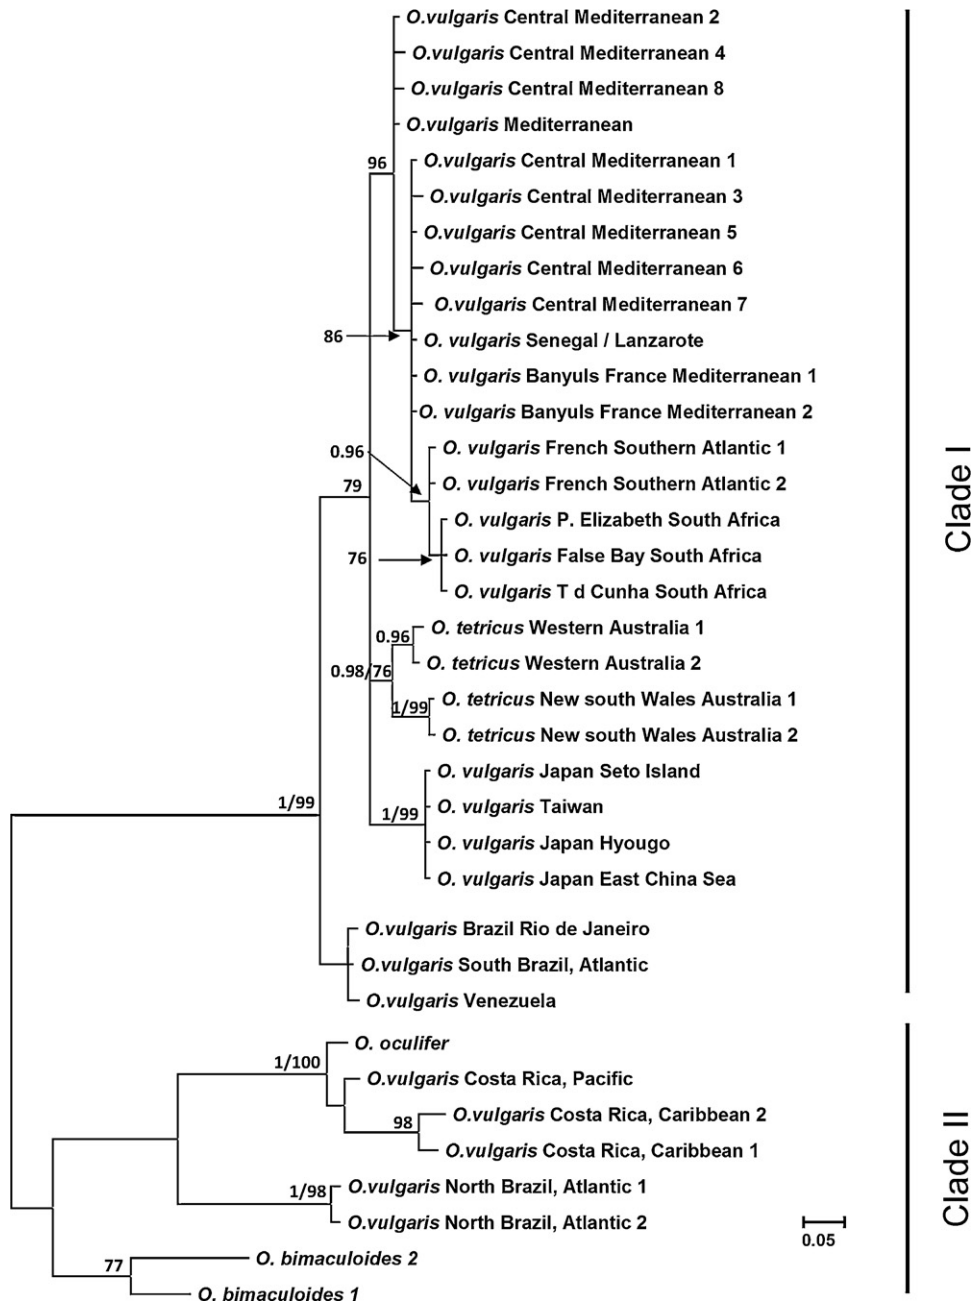 O.vulgaris Central Mediterranean 2
O.vulgaris Central Mediterranean 4
O.vulgaris Central Mediterranean 8
O.vulgaris Mediterranean
96
O.vulgaris Central Mediterranean 1
O.vulgaris Central Mediterranean 3
O.vulgaris Central Mediterranean 5
O.vulgaris Central Mediterranean 6
O.vulgaris Central Mediterranean 7
86
O. vulgaris Senegal / Lanzarote
O. vulgaris Banyuls France Mediterranean 1
O. vulgaris Banyuls France Mediterranean 2
0.96
O. vulgaris French Southern Atlantic 1
79
O. vulgaris French Southern Atlantic 2
O. vulgaris P. Elizabeth South Africa
76
O. vulgaris False Bay South Africa
O. vulgaris T d Cunha South Africa
O. tetricus Western Australia 1
0.96
O. tetricus Western Australia 2
0.98/76
O. tetricus New south Wales Australia 1
1/99
O. tetricus New south Wales Australia 2
O. vulgaris Japan Seto Island
1/99
O. vulgaris Taiwan
1/99
O. vulgaris Japan Hyougo
O. vulgaris Japan East China Sea
O.vulgaris Brazil Rio de Janeiro
O.vulgaris South Brazil, Atlantic
O.vulgaris Venezuela
Clade I
O. oculifer
1/100
O.vulgaris Costa Rica, Pacific
O.vulgaris Costa Rica, Caribbean 2
98
O.vulgaris Costa Rica, Caribbean 1
1/98
O.vulgaris North Brazil, Atlantic 1
O.vulgaris North Brazil, Atlantic 2
0.05
O. bimaculoides 2
77
O. bimaculoides 1
Clade II